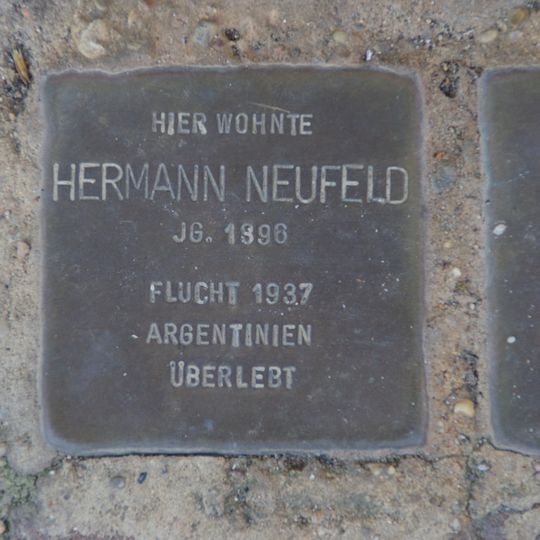 HIER WOHNTE
HERMANN NEUFELD
JG. 1896
FLUCHT 1937
ARGENTINIEN
ÜBERLEBT